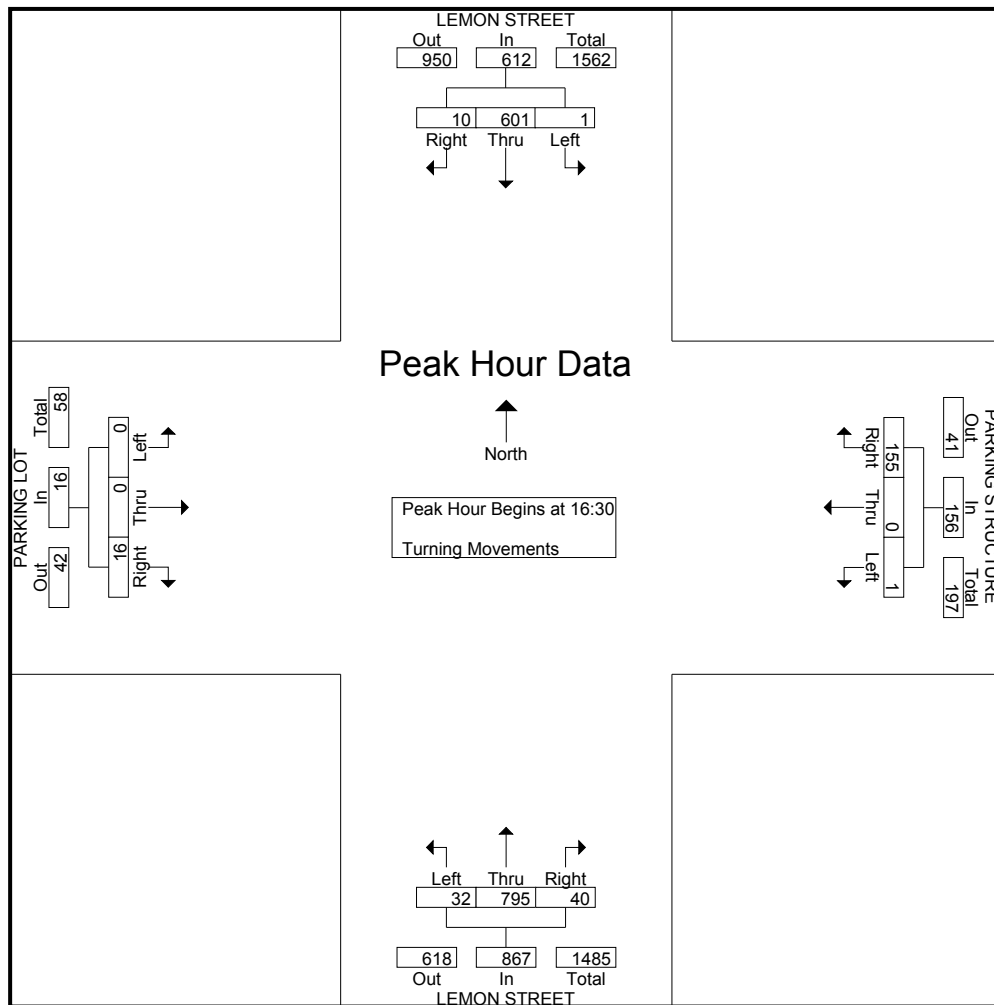 LEMON STREET
Out In Total
950 612 1562
10 601 1
Right Thru Left
Peak Hour Data
North
Peak Hour Begins at 16:30
Turning Movements
PARKING LOT
Out In Total
42 16 58
16 0 0
Right Thru Left
PARKING STRUCTURE
Out In Total
41 156 197
155 0 1
Right Thru Left
Left Thru Right
32 795 40
618 867 1485
Out In Total
LEMON STREET